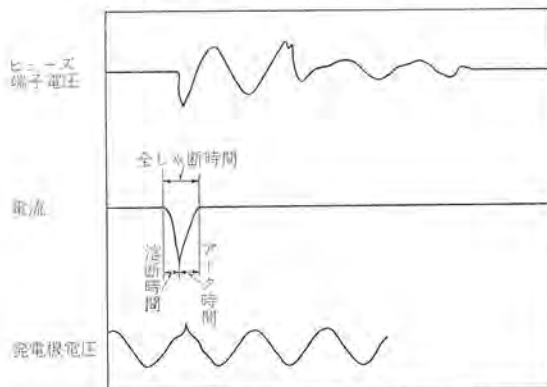 ヒューズ
端子電圧
全しゃ断時間
電流
溶断時間
アーク時間
発電機電圧